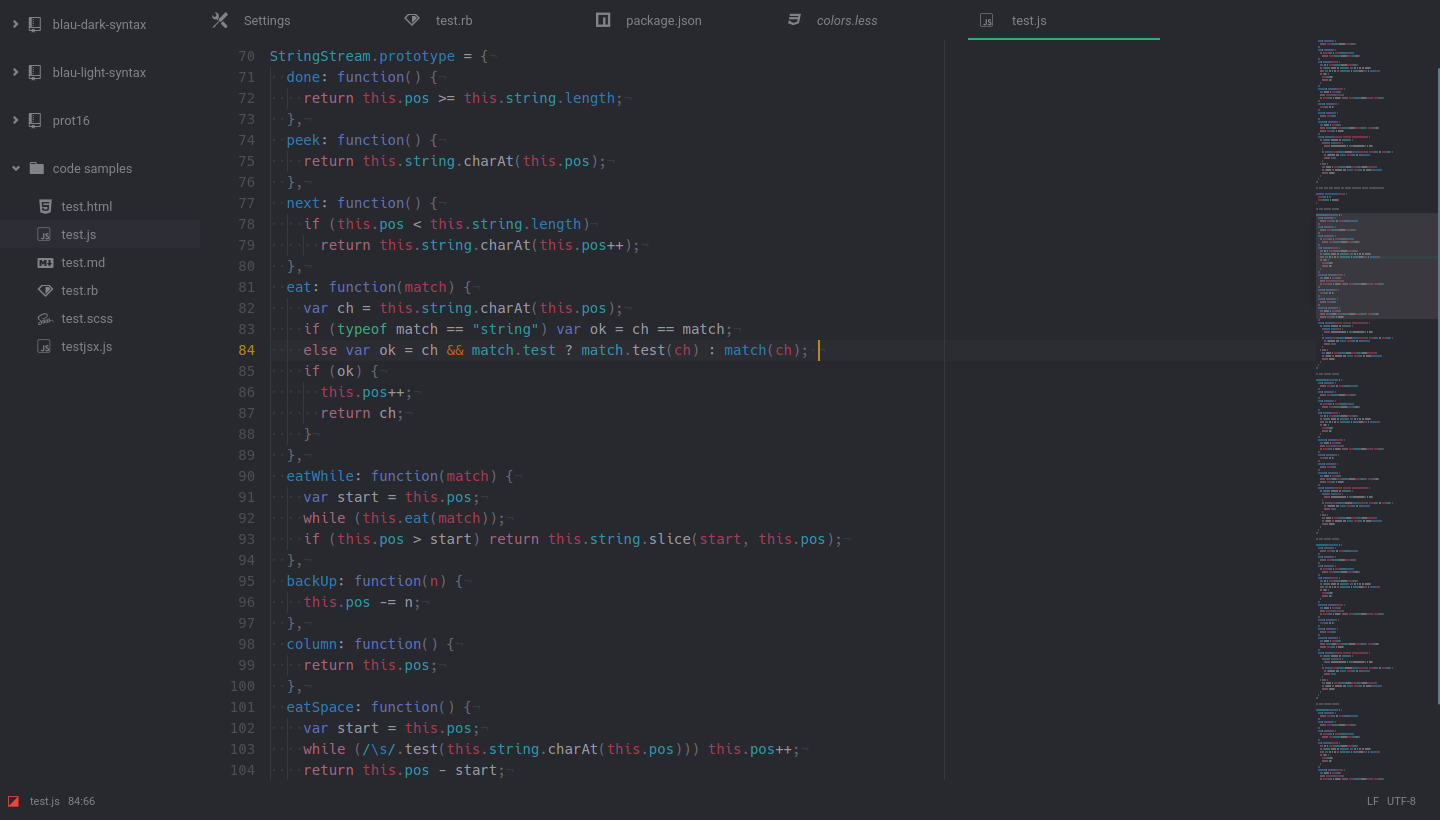 Settings
test.rb
package.json
colors.less
test.js
blau-dark-syntax
blau-light-syntax
prot16
code samples
test.html
test.js
test.md
test.rb
test.scss
testjsx.js
70 StringStream.prototype = {¬
71 ··done: function() {¬
72 ····return this.pos >= this.string.length;¬
73 ··},¬
74 ··peek: function() {¬
75 ····return this.string.charAt(this.pos);¬
76 ··},¬
77 ··next: function() {¬
78 ····if (this.pos < this.string.length)¬
79 ······return this.string.charAt(this.pos++);¬
80 ··},¬
81 ··eat: function(match) {¬
82 ····var ch = this.string.charAt(this.pos);¬
83 ····if (typeof match == "string") var ok = ch == match;¬
84 ····else var ok = ch && match.test ? match.test(ch) : match(ch);·¬
85 ····if (ok) {¬
86 ······this.pos++;¬
87 ······return ch;¬
88 ····}¬
89 ··},¬
90 ··eatWhile: function(match) {¬
91 ····var start = this.pos;¬
92 ····while (this.eat(match));¬
93 ····if (this.pos > start) return this.string.slice(start, this.pos);¬
94 ··},¬
95 ··backUp: function(n) {¬
96 ····this.pos -= n;¬
97 ··},¬
98 ··column: function() {¬
99 ····return this.pos;¬
100 ··},¬
101 ··eatSpace: function() {¬
102 ····var start = this.pos;¬
103 ····while (/\s/.test(this.string.charAt(this.pos))) this.pos++;¬
104 ····return this.pos - start;¬
test.js 84:66
LF UTF-8